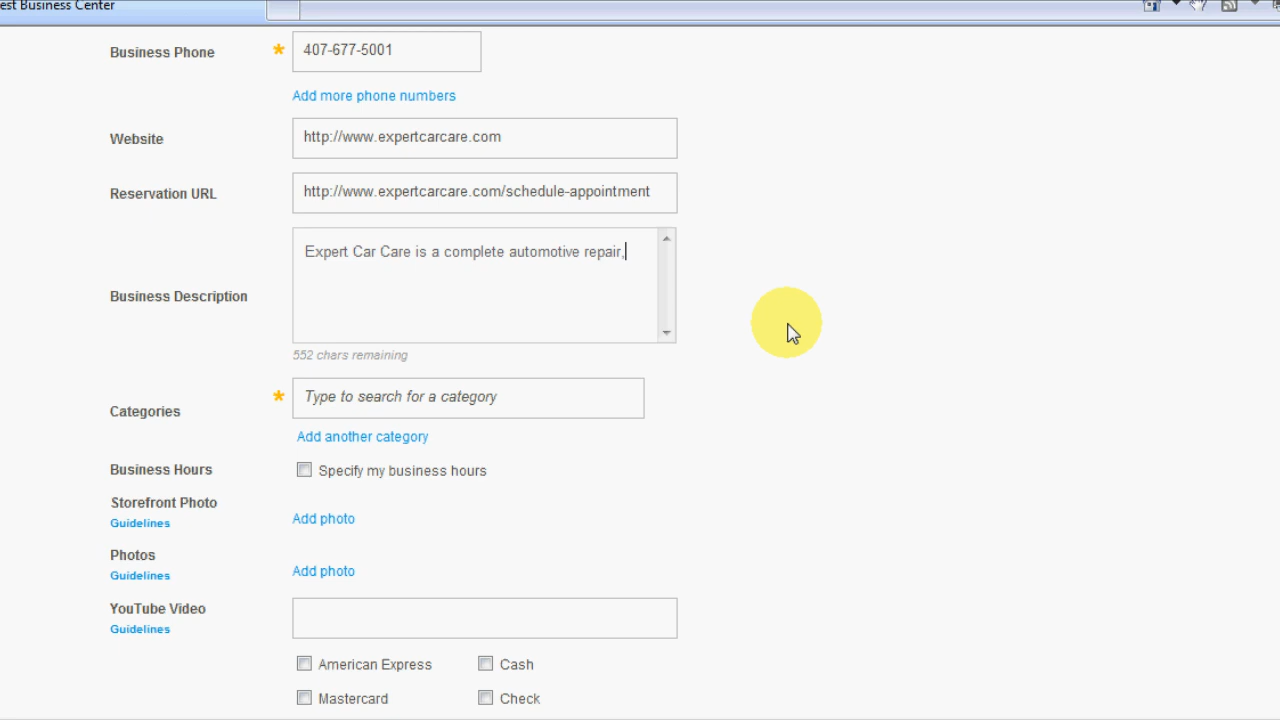 est Business Center
Business Phone * 407-677-5001
Add more phone numbers
Website http://www.expertcarcare.com
Reservation URL http://www.expertcarcare.com/schedule-appointment
Expert Car Care is a complete automotive repair,
Business Description
552 chars remaining
Categories * Type to search for a category
Add another category
Business Hours Specify my business hours
Storefront Photo
Guidelines Add photo
Photos
Guidelines Add photo
YouTube Video
Guidelines
American Express Cash
Mastercard Check